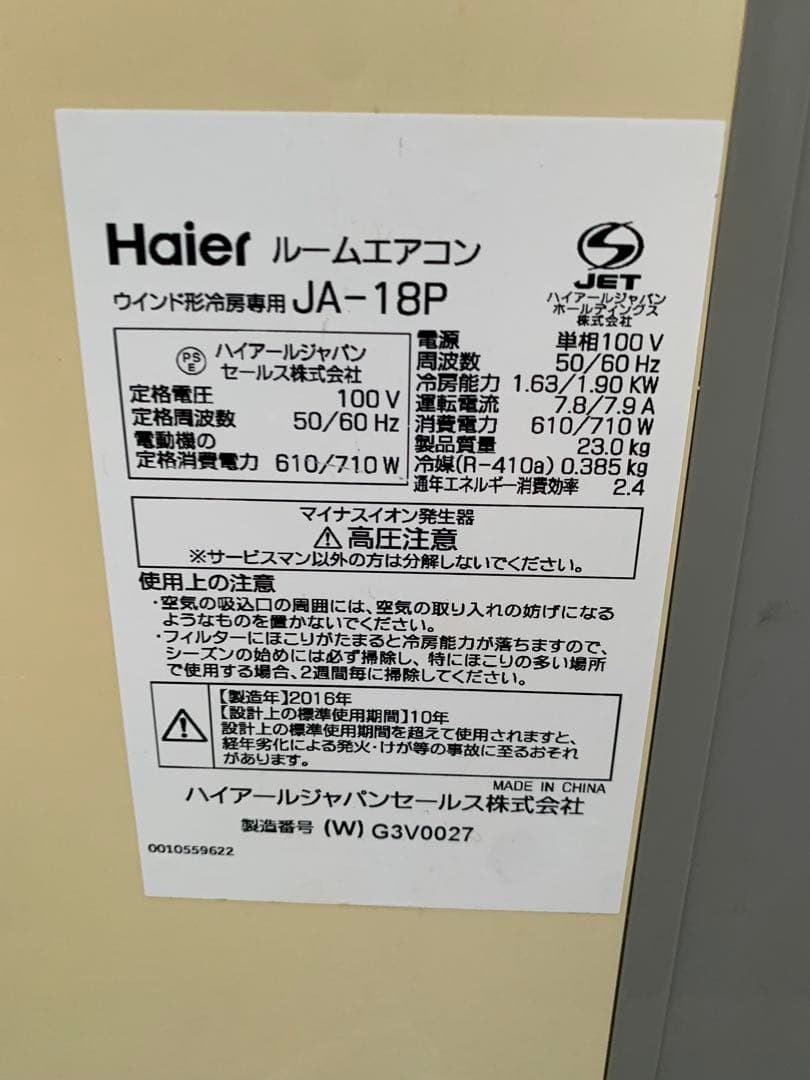 Haier ルームエアコン
ウインド形冷房専用 JA-18P
JET
ハイアールジャパン
ホールディングス
株式会社
PS
E
ハイアールジャパン
セールス株式会社
定格電圧 100 V
定格周波数 50/60 Hz
電動機の
定格消費電力 610/710 W
電源 単相100 V
周波数 50/60 Hz
冷房能力 1.63/1.90 KW
運転電流 7.8/7.9 A
消費電力 610/710 W
製品質量 23.0 kg
冷媒(R-410a) 0.385 kg
通年エネルギー消費効率 2.4
マイナスイオン発生器
⚠高圧注意
※サービスマン以外の方は分解しないでください。
使用上の注意
・空気の吸込口の周囲には、空気の取り入れの妨げになる
ようなものを置かないでください。
・フィルターにほこりがたまると冷房能力が落ちますので、
シーズンの始めには必ず掃除し、特にほこりの多い場所
で使用する場合、2週間毎に掃除してください。
【製造年】2016年
【設計上の標準使用期間】10年
設計上の標準使用期間を超えて使用されますと、
経年劣化による発火・けが等の事故に至るおそれ
があります。
MADE IN CHINA
ハイアールジャパンセールス株式会社
製造番号 (W) G3V0027
0010559622